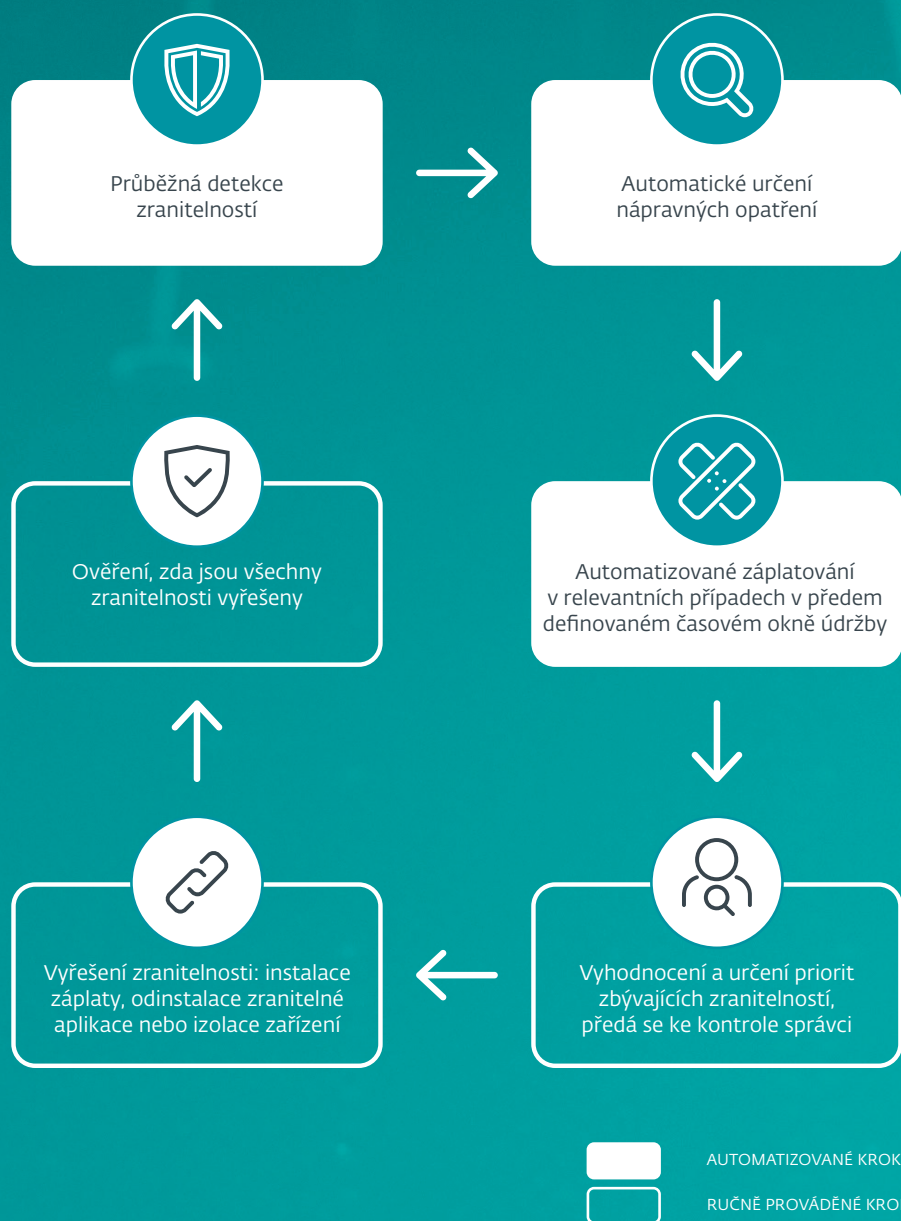 Průběžná detekce
zranitelností
Automatické určení
nápravných opatření
Automatizované záplatování
v relevantních případech v předem
definovaném časovém okně údržby
Vyhodnocení a určení priorit
zbývajících zranitelností,
předá se ke kontrole správci
Vyřešení zranitelnosti: instalace
záplaty, odinstalace zranitelné
aplikace nebo izolace zařízení
Ověření, zda jsou všechny
zranitelnosti vyřešeny
AUTOMATIZOVANÉ KROK
RUČNĚ PROVÁDĚNÉ KRO